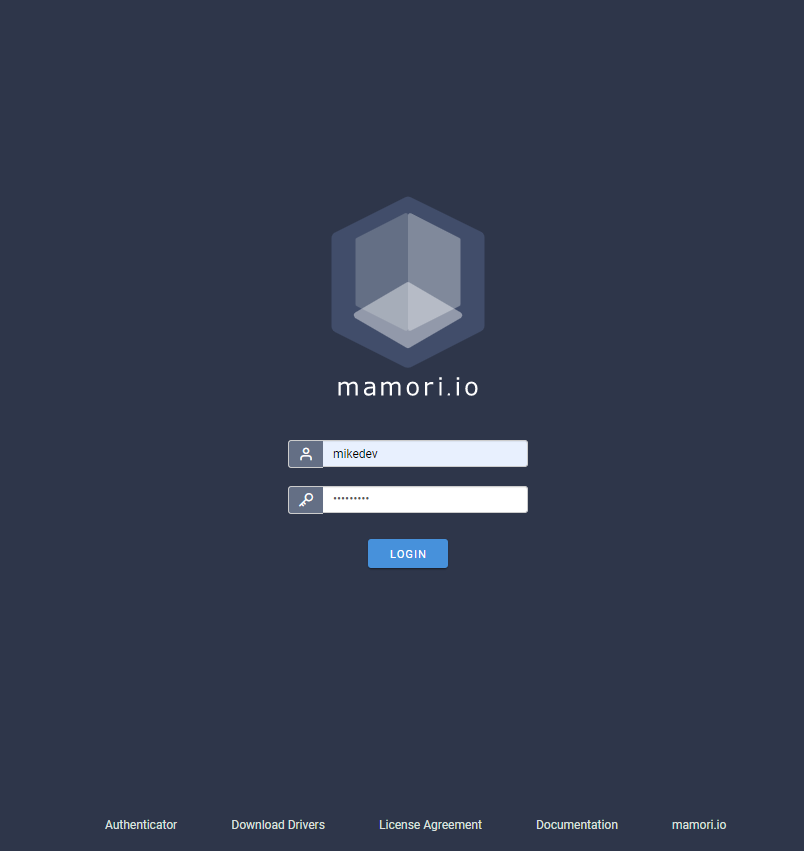 mamori.io
mikedev
•••••••••
LOGIN
Authenticator Download Drivers License Agreement Documentation mamori.io